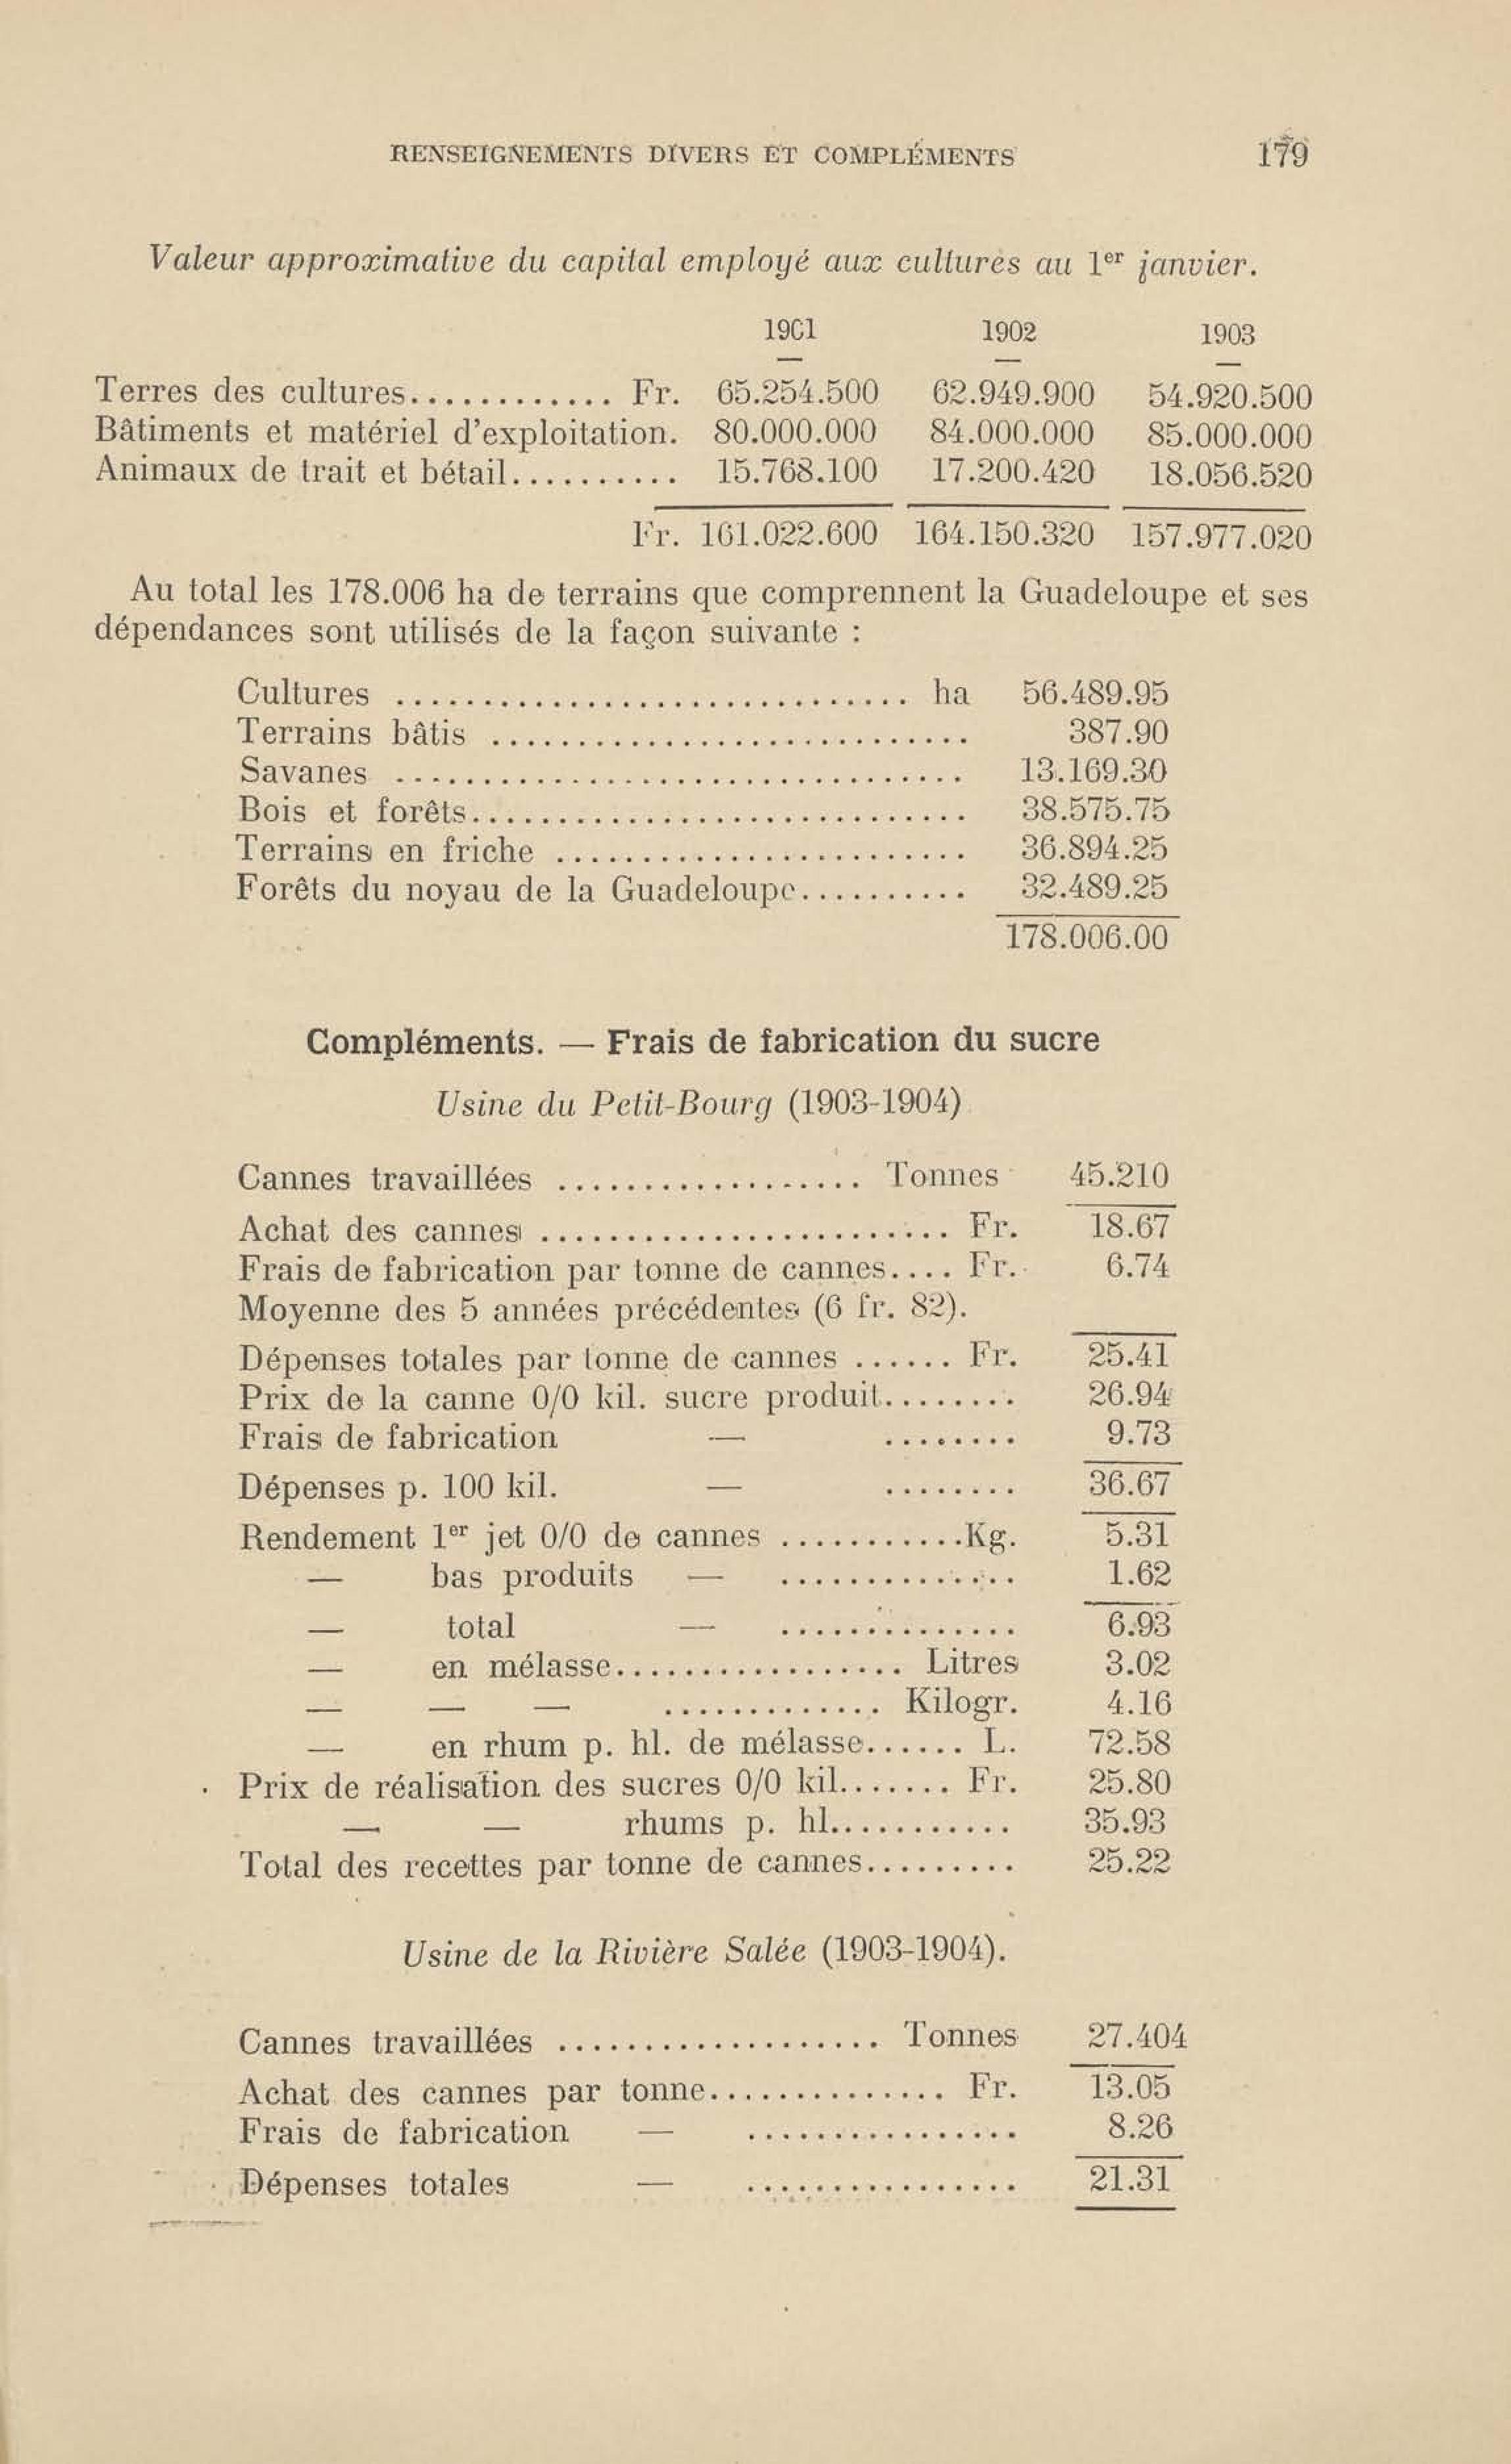 RENSEIGNEMENTS DIVERS ET COMPLÉMENTS 179
Valeur approximative du capital employé aux cultures au 1er janvier.
1901 1902 1903
Terres des cultures............ Fr. 65.254.500 62.949.900 54.920.500
Bâtiments et matériel d'exploitation. 80.000.000 84.000.000 85.000.000
Animaux de trait et bétail.......... 15.768.100 17.200.420 18.056.520
Fr. 161.022.600 164.150.320 157.977.020
Au total les 178.006 ha de terrains que comprennent la Guadeloupe et ses
dépendances sont utilisés de la façon suivante :
Cultures .............................. ha 56.489.95
Terrains bâtis ............................ 387.90
Savanes ................................. 13.169.30
Bois et forêts............................. 38.575.75
Terrains en friche ........................ 36.894.25
Forêts du noyau de la Guadeloupe.......... 32.489.25
178.006.00
Compléments. — Frais de fabrication du sucre
Usine du Petit-Bourg (1903-1904)
Cannes travaillées .................. Tonnes 45.210
Achat des cannes ........................ Fr. 18.67
Frais de fabrication par tonne de cannes.... Fr. 6.74
Moyenne des 5 années précédentes (6 fr. 82).
Dépenses totales par tonne de cannes ...... Fr. 25.41
Prix de la canne 0/0 kil. sucre produit........ 26.94
Frais de fabrication — ........ 9.73
Dépenses p. 100 kil. — ........ 36.67
Rendement 1er jet 0/0 de cannes ...........Kg. 5.31
— bas produits — .............. 1.62
— total — .............. 6.93
— en mélasse................. Litres 3.02
— — — ............. Kilogr. 4.16
— en rhum p. hl. de mélasse...... L. 72.58
Prix de réalisation des sucres 0/0 kil....... Fr. 25.80
— — rhums p. hl........... 35.93
Total des recettes par tonne de cannes......... 25.22
Usine de la Rivière Salée (1903-1904).
Cannes travaillées ................... Tonnes 27.404
Achat des cannes par tonne.............. Fr. 13.05
Frais de fabrication — ................ 8.26
Dépenses totales — ................ 21.31